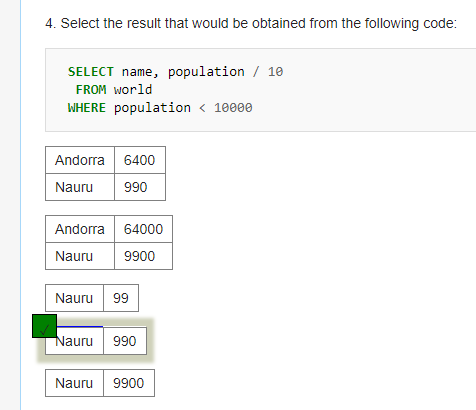 4. Select the result that would be obtained from the following code:
SELECT name, population / 10
FROM world
WHERE population < 10000
Andorra 6400
Nauru 990
Andorra 64000
Nauru 9900
Nauru 99
✓
Nauru 990
Nauru 9900